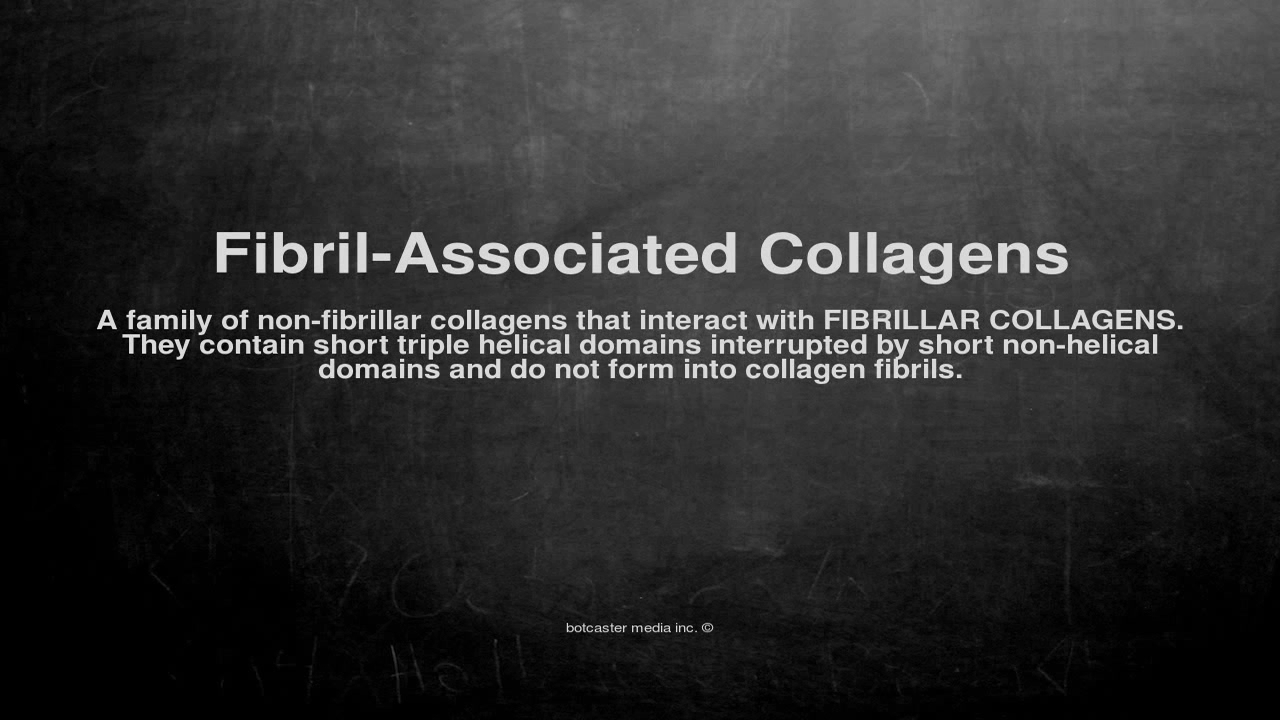 Fibril-Associated Collagens
A family of non-fibrillar collagens that interact with FIBRILLAR COLLAGENS.
They contain short triple helical domains interrupted by short non-helical
domains and do not form into collagen fibrils.
botcaster media inc. ©